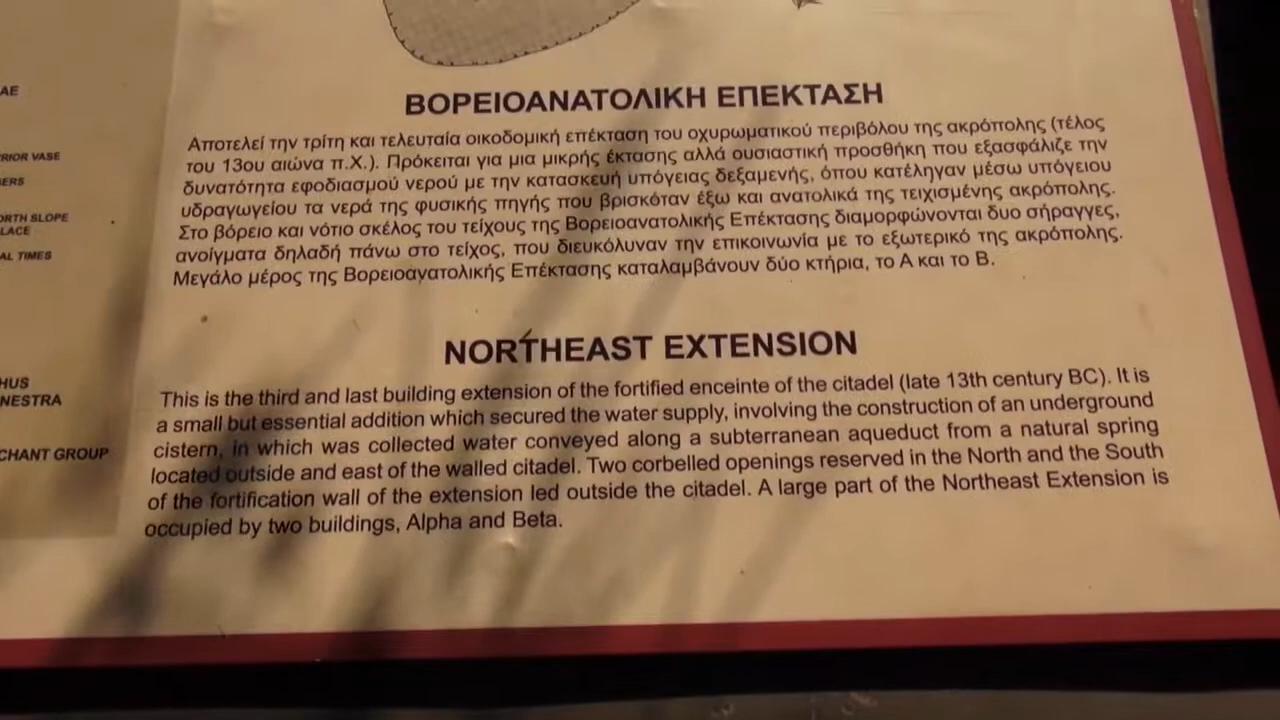 AE
RIOR VASE
ERS
ORTH SLOPE
LACE
AL TIMES
HUS
NESTRA
CHANT GROUP
ΒΟΡΕΙΟΑΝΑΤΟΛΙΚΗ ΕΠΕΚΤΑΣΗ
Αποτελεί την τρίτη και τελευταία οικοδομική επέκταση του οχυρωματικού περιβόλου της ακρόπολης (τέλος
του 13ου αιώνα π.Χ.). Πρόκειται για μια μικρής έκτασης αλλά ουσιαστική προσθήκη που εξασφάλιζε την
δυνατότητα εφοδιασμού νερού με την κατασκευή υπόγειας δεξαμενής, όπου κατέληγαν μέσω υπόγειου
υδραγωγείου τα νερά της φυσικής πηγής που βρισκόταν έξω και ανατολικά της τειχισμένης ακρόπολης.
Στο βόρειο και νότιο σκέλος του τείχους της Βορειοανατολικής Επέκτασης διαμορφώνονται δυο σήραγγες,
ανοίγματα δηλαδή πάνω στο τείχος, που διευκόλυναν την επικοινωνία με το εξωτερικό της ακρόπολης.
Μεγάλο μέρος της Βορειοανατολικής Επέκτασης καταλαμβάνουν δύο κτήρια, το Α και το Β.
NORTHEAST EXTENSION
This is the third and last building extension of the fortified enceinte of the citadel (late 13th century BC). It is
a small but essential addition which secured the water supply, involving the construction of an underground
cistern, in which was collected water conveyed along a subterranean aqueduct from a natural spring
located outside and east of the walled citadel. Two corbelled openings reserved in the North and the South
of the fortification wall of the extension led outside the citadel. A large part of the Northeast Extension is
occupied by two buildings, Alpha and Beta.